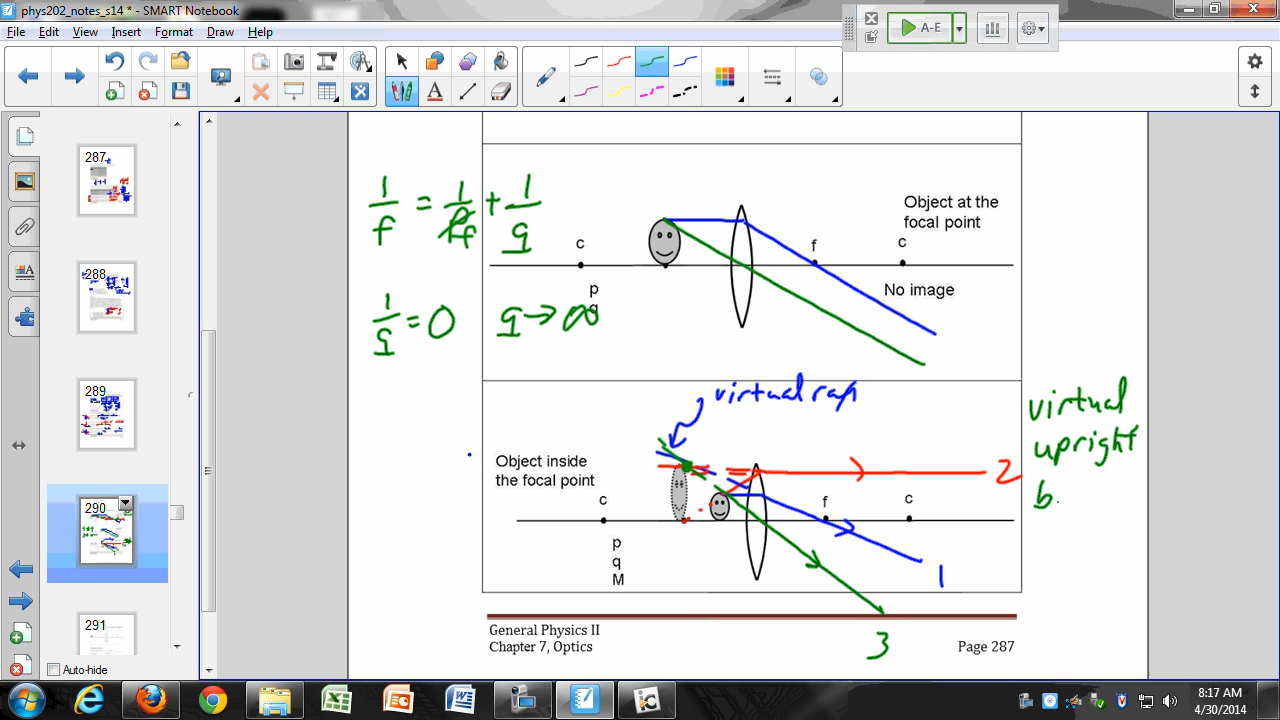 phys202_notes_s14 * - SMART Notebook
File Edit View Insert Format Draw Help
A-E
287
288
289
290
291
Auto-hide
1/f = 1/f + 1/q
1/q = 0 q → ∞
Object at the
focal point
c
f
c
p
q
No image
virtual rays
Object inside
the focal point
c
f
c
p
q
M
2
1
3
virtual
upright
b
General Physics II
Chapter 7, Optics
Page 287
8:17 AM
4/30/2014